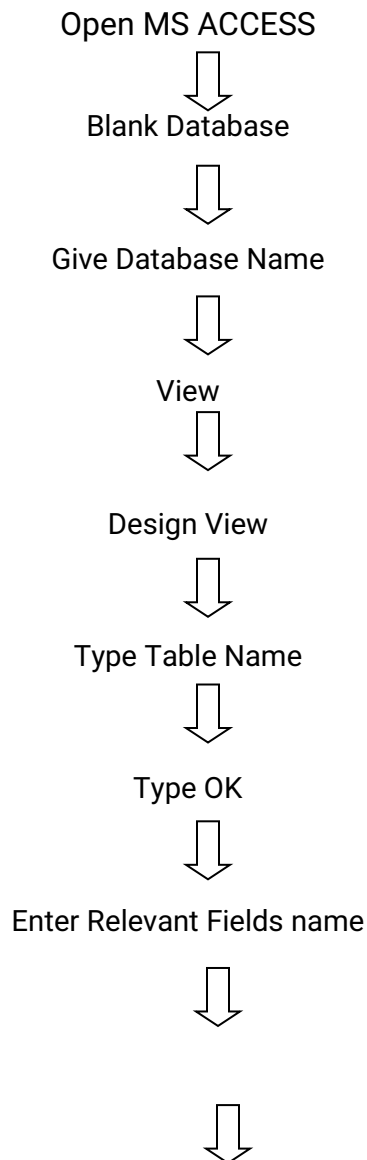 Open MS ACCESS
Blank Database
Give Database Name
View
Design View
Type Table Name
Type OK
Enter Relevant Fields name